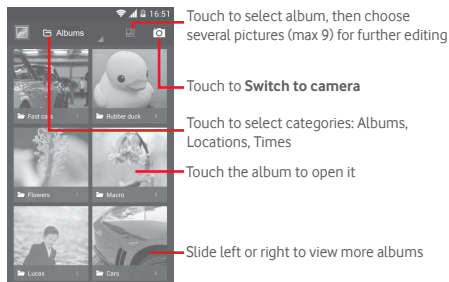 16:51
Albums
Touch to select album, then choose
several pictures (max 9) for further editing
Touch to Switch to camera
Touch to select categories: Albums,
Locations, Times
Touch the album to open it
Slide left or right to view more albums
Fast cars
Rubber duck
Flowers
Macro
Lucas
Cars